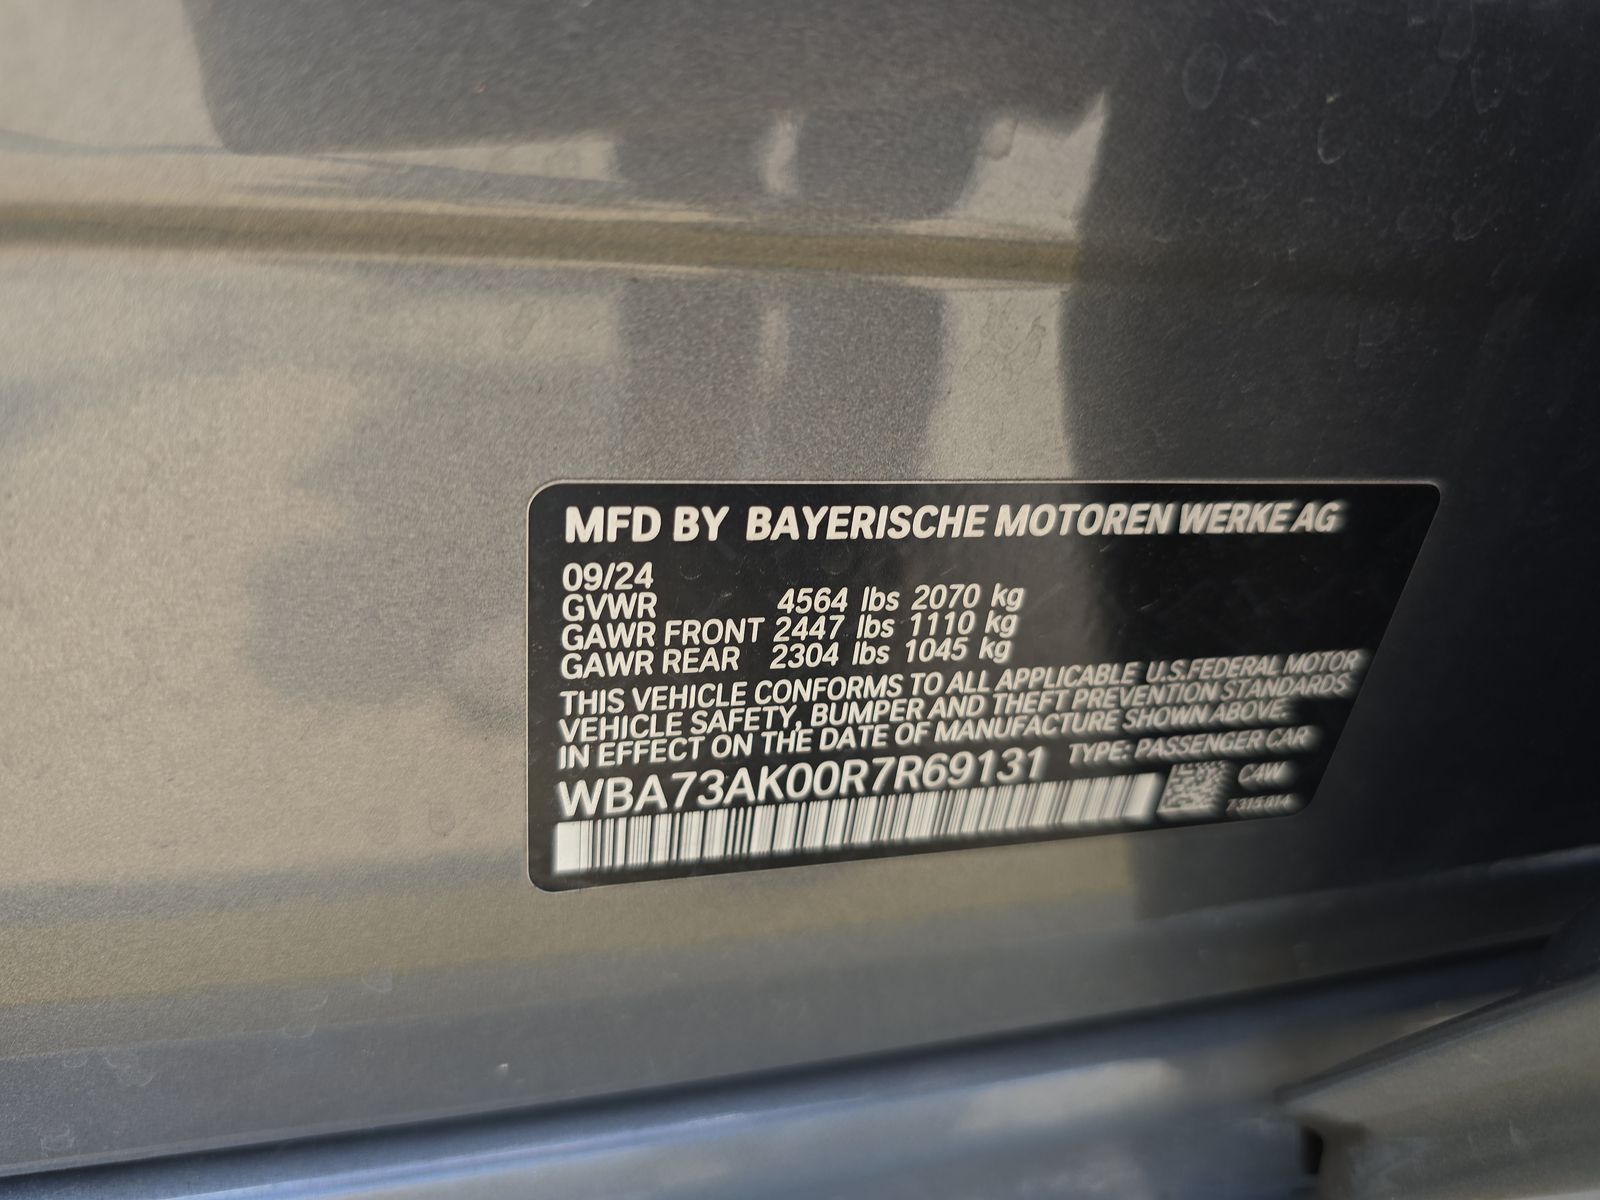 MFD BY BAYERISCHE MOTOREN WERKE AG
09/24
GVWR 4564 lbs 2070 kg
GAWR FRONT 2447 lbs 1110 kg
GAWR REAR 2304 lbs 1045 kg
THIS VEHICLE CONFORMS TO ALL APPLICABLE U.S.FEDERAL MOTOR
VEHICLE SAFETY, BUMPER AND THEFT PREVENTION STANDARDS
IN EFFECT ON THE DATE OF MANUFACTURE SHOWN ABOVE.
WBA73AK00R7R69131 TYPE: PASSENGER CAR
C4W
7315814